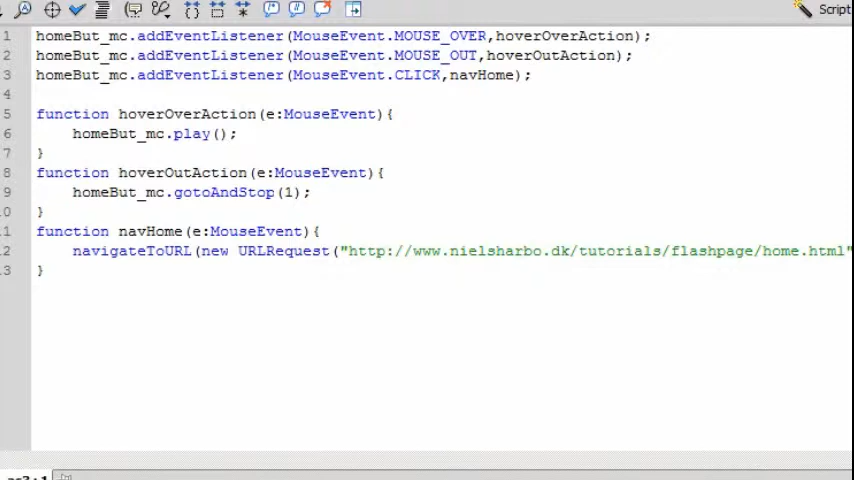 Script
1 homeBut_mc.addEventListener(MouseEvent.MOUSE_OVER,hoverOverAction);
2 homeBut_mc.addEventListener(MouseEvent.MOUSE_OUT,hoverOutAction);
3 homeBut_mc.addEventListener(MouseEvent.CLICK,navHome);
4
5 function hoverOverAction(e:MouseEvent){
6 homeBut_mc.play();
7 }
8 function hoverOutAction(e:MouseEvent){
9 homeBut_mc.gotoAndStop(1);
0 }
1 function navHome(e:MouseEvent){
2 navigateToURL(new URLRequest("http://www.nielsharbo.dk/tutorials/flashpage/home.html"
3 }